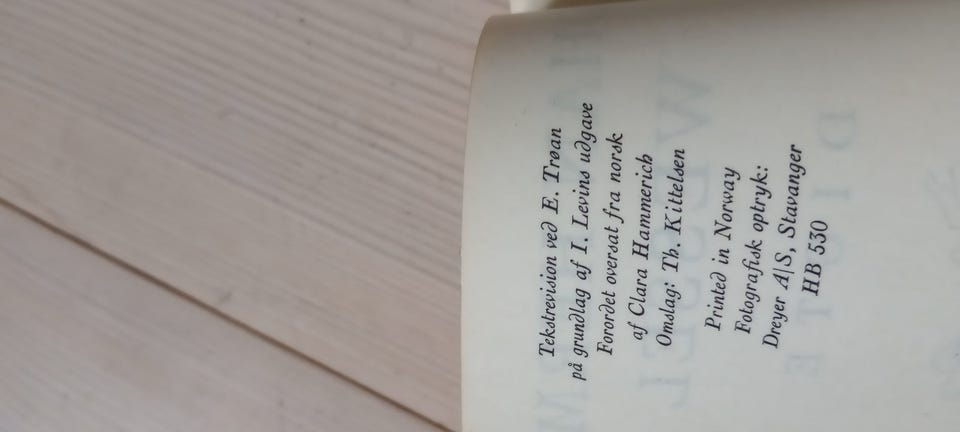 Tekstrevision ved E. Trøan
på grundlag af I. Levins udgave
Forordet oversat fra norsk
af Clara Hammerich
Omslag: Th. Kittelsen
Printed in Norway
Fotografisk optryk:
Dreyer A|S, Stavanger
HB 530